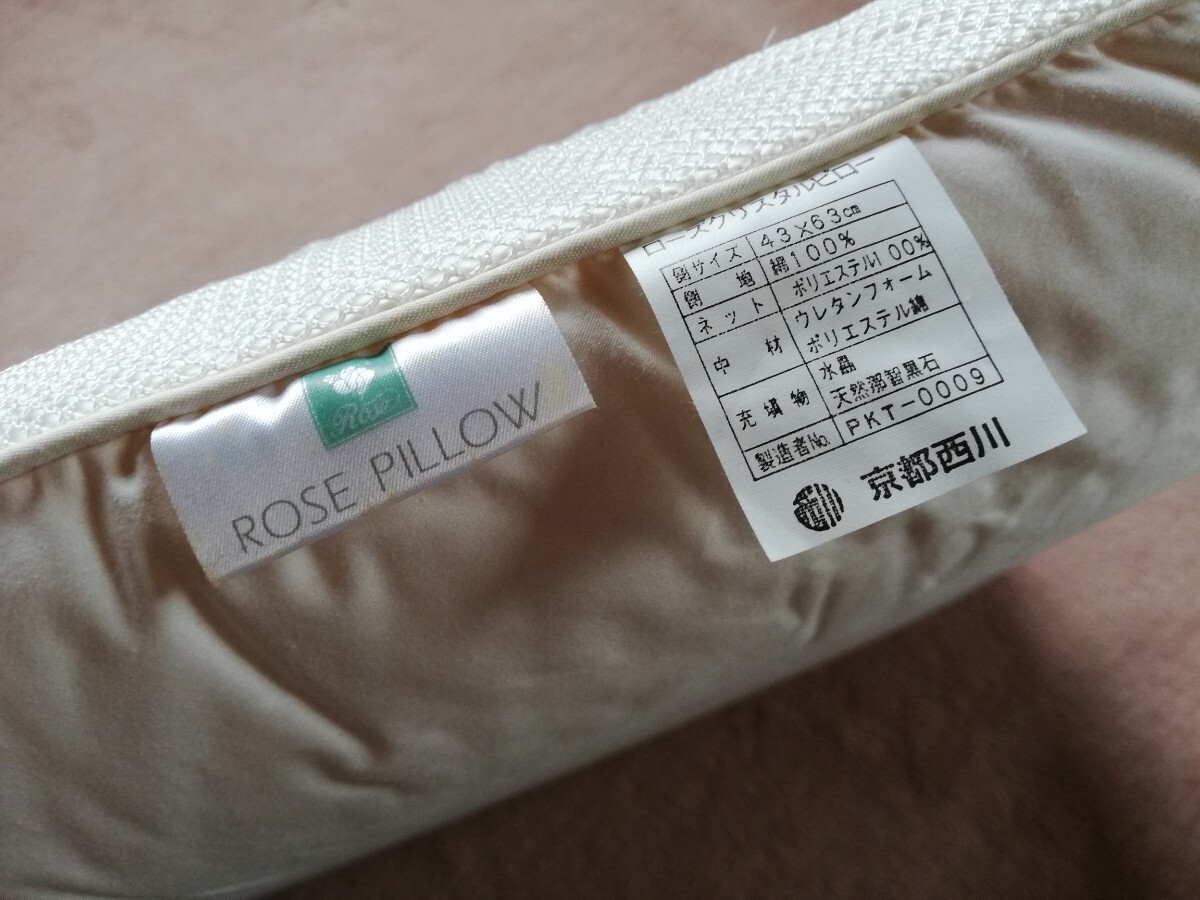 Rose
ROSE PILLOW
ローズクリスタルピロー
側サイズ 43×63㎝
側 地 綿100%
ネット ポリエステル100%
中 材 ウレタンフォーム
ポリエステル綿
充填物 水晶
天然那智黒石
製造者No. PKT-0009
京都西川